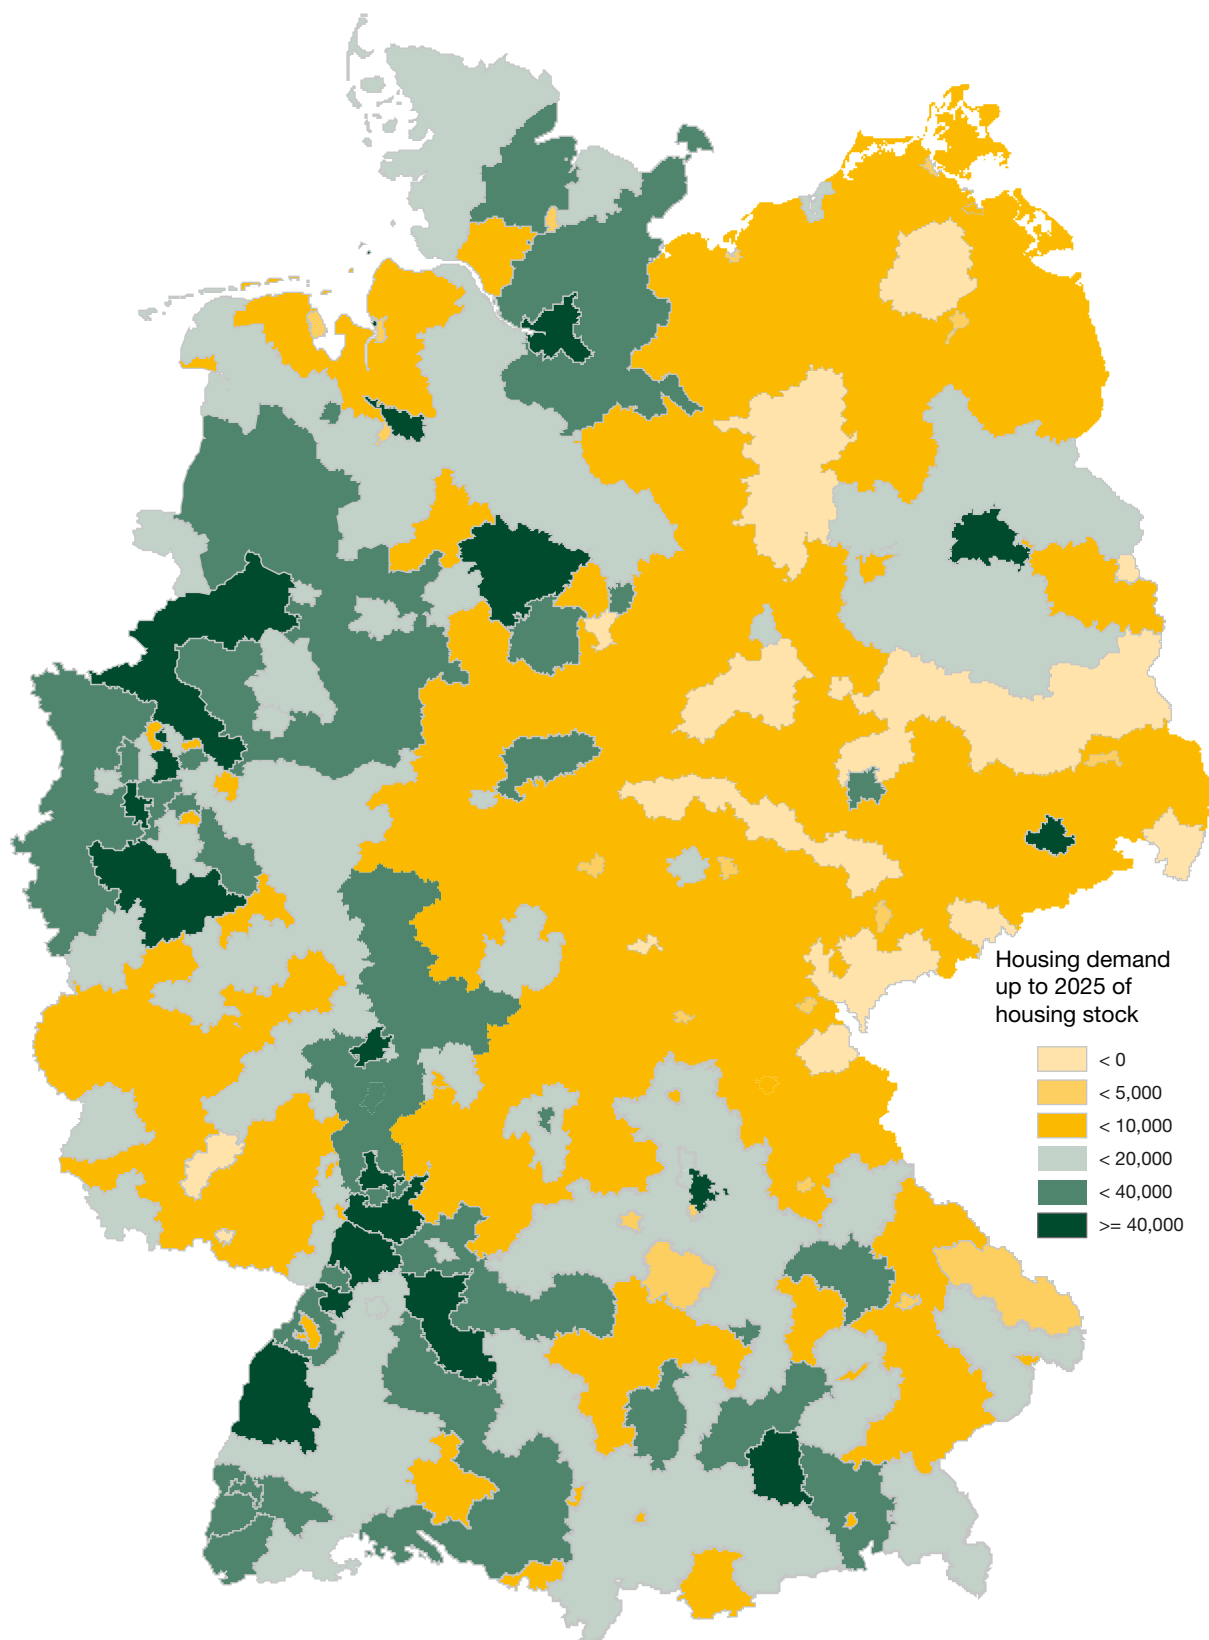 Housing demand
up to 2025 of
housing stock
< 0
< 5,000
< 10,000
< 20,000
< 40,000
>= 40,000